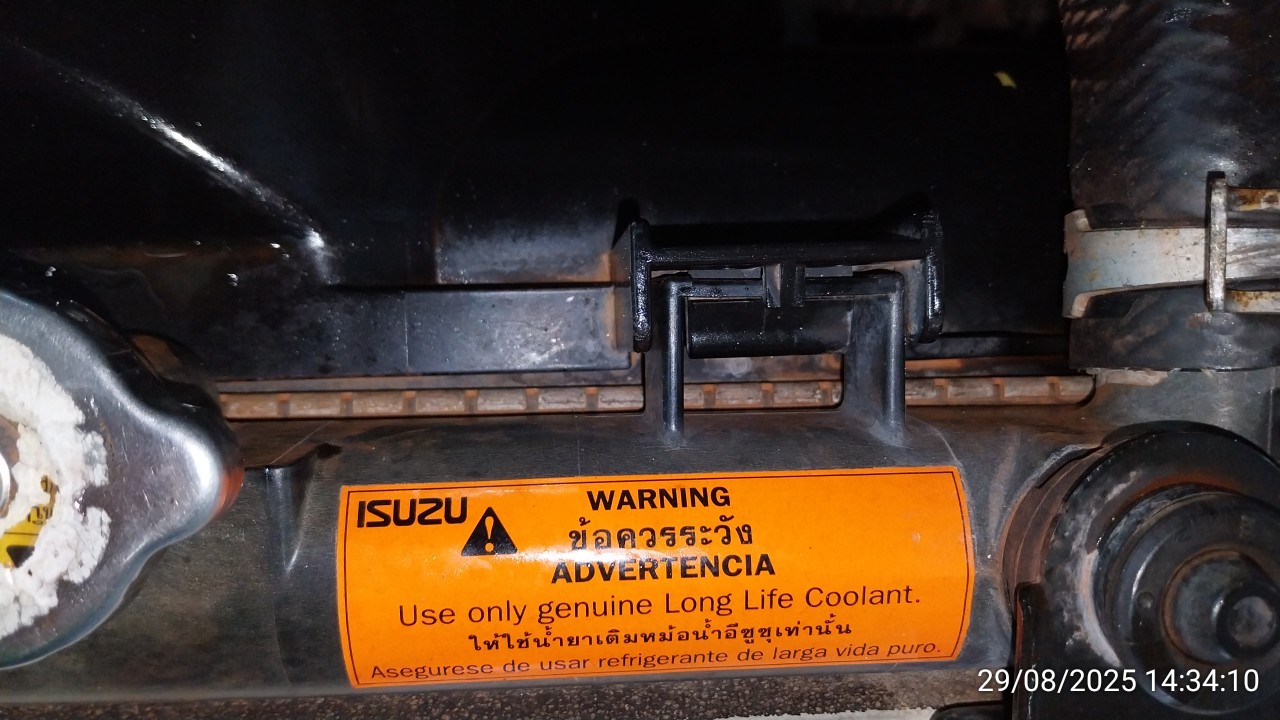 ISUZU
WARNING
ข้อควรระวัง
ADVERTENCIA
Use only genuine Long Life Coolant.
ให้ใช้น้ำยาเติมหม้อน้ำอีซูซุเท่านั้น
Asegurese de usar refrigerante de larga vida puro.
29/08/2025 14:34:10